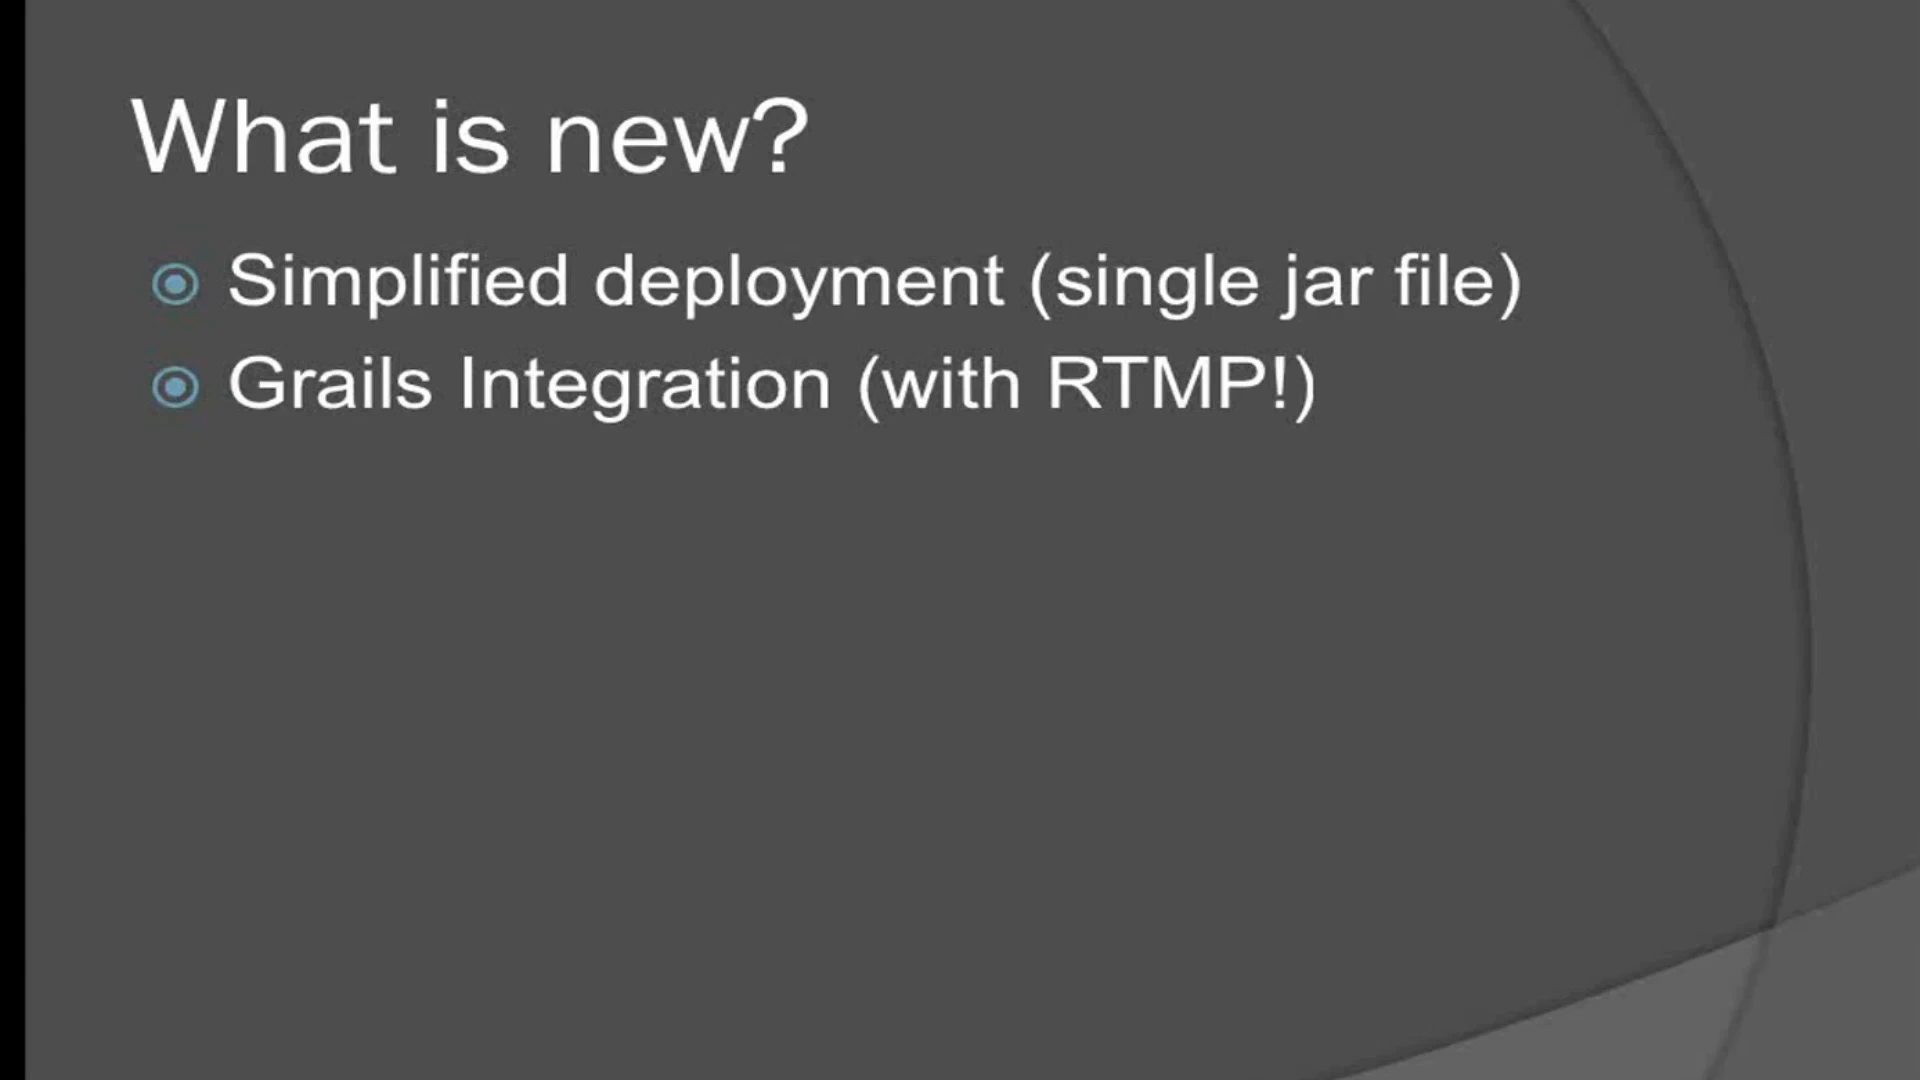 What is new?
Simplified deployment (single jar file)
Grails Integration (with RTMP!)